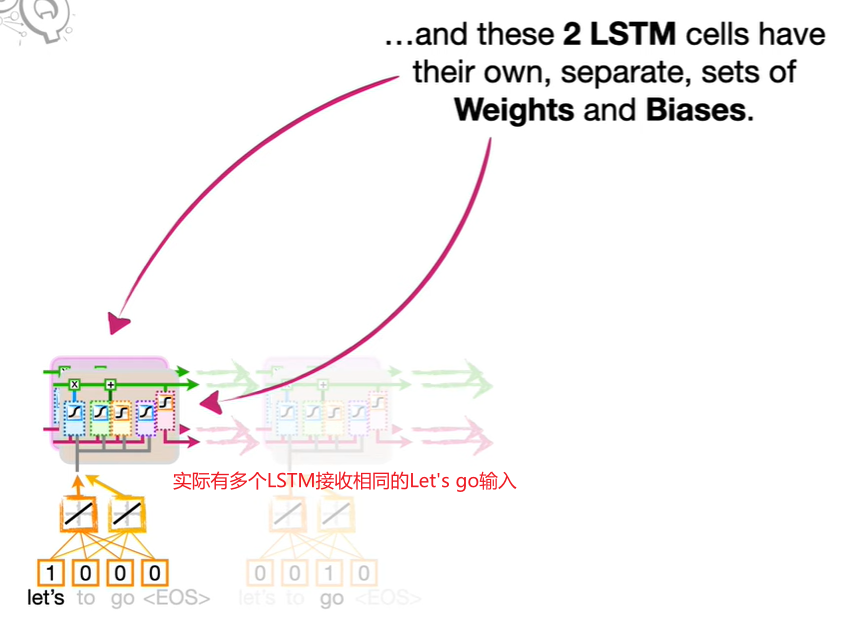 ...and these 2 LSTM cells have
their own, separate, sets of
Weights and Biases.
x +
+
实际有多个LSTM接收相同的Let's go输入
1 0 0 0 0 0 1 0
let's to go <EOS> let's to go <EOS>